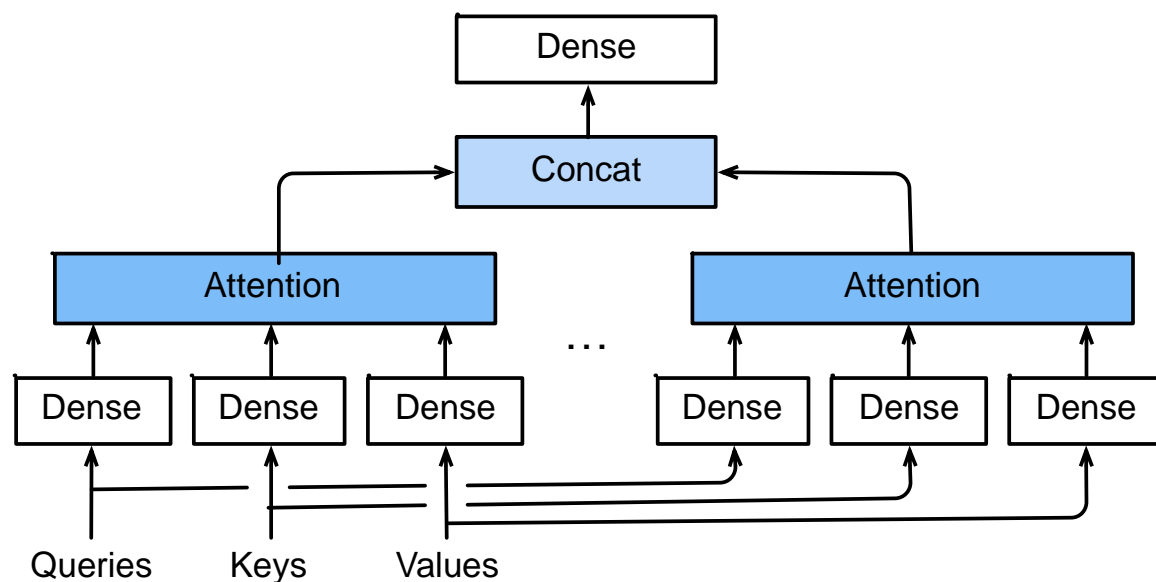 Dense
Concat
Attention Attention
...
Dense Dense Dense Dense Dense Dense
Queries Keys Values